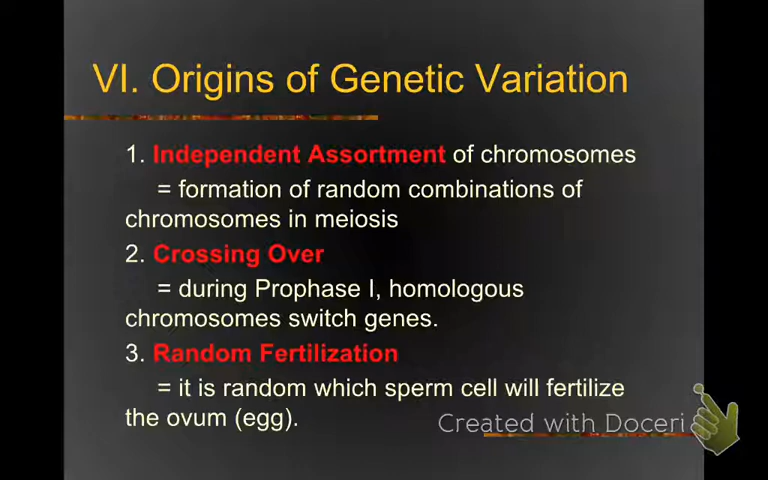 VI. Origins of Genetic Variation
1. Independent Assortment of chromosomes
= formation of random combinations of
chromosomes in meiosis
2. Crossing Over
= during Prophase I, homologous
chromosomes switch genes.
3. Random Fertilization
= it is random which sperm cell will fertilize
the ovum (egg).
Created with Doceri